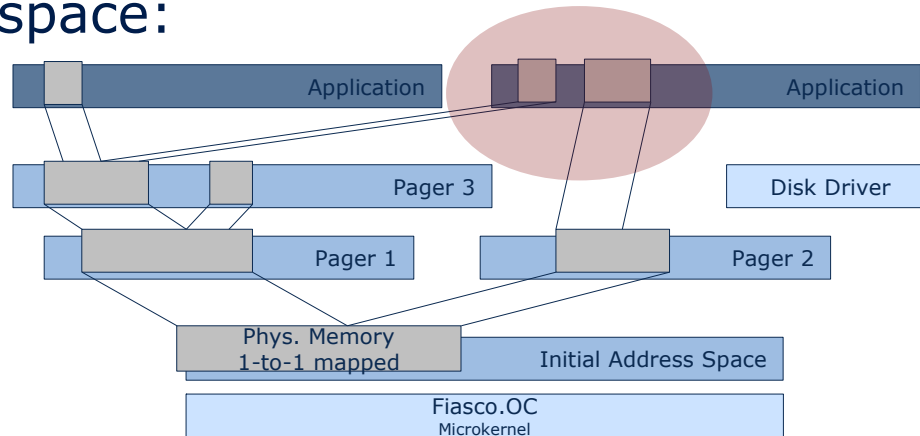 space:
Application
Application
Pager 3
Disk Driver
Pager 1
Pager 2
Phys. Memory
1-to-1 mapped
Initial Address Space
Fiasco.OC
Microkernel